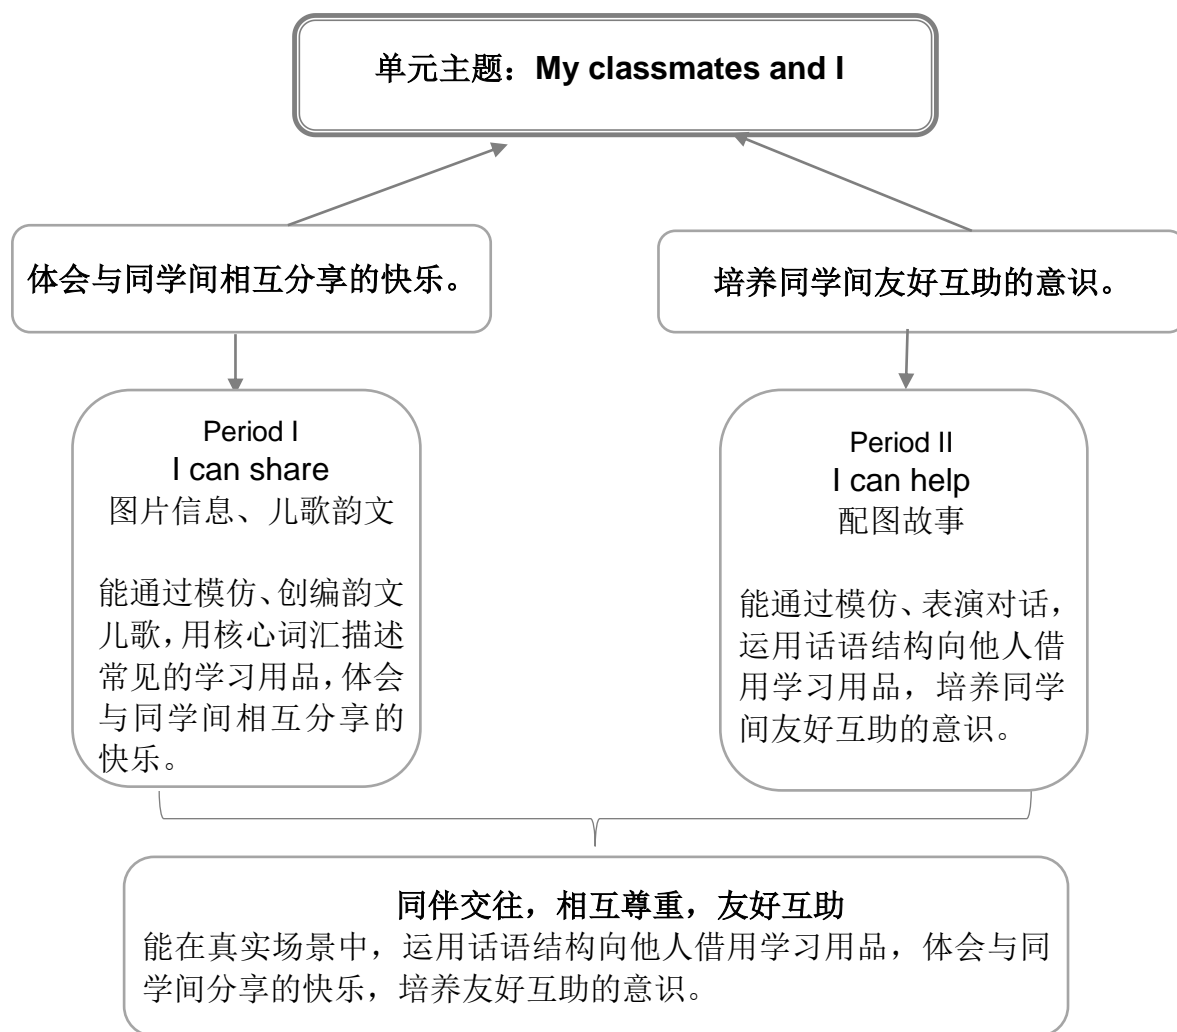 单元主题：My classmates and I
体会与同学间相互分享的快乐。
培养同学间友好互助的意识。
Period I
I can share
图片信息、儿歌韵文
能通过模仿、创编韵文
儿歌，用核心词汇描述
常见的学习用品，体会
与同学间相互分享的
快乐。
Period II
I can help
配图故事
能通过模仿、表演对话，
运用话语结构向他人借
用学习用品，培养同学
间友好互助的意识。
同伴交往，相互尊重，友好互助
能在真实场景中，运用话语结构向他人借用学习用品，体会与同
学间分享的快乐，培养友好互助的意识。